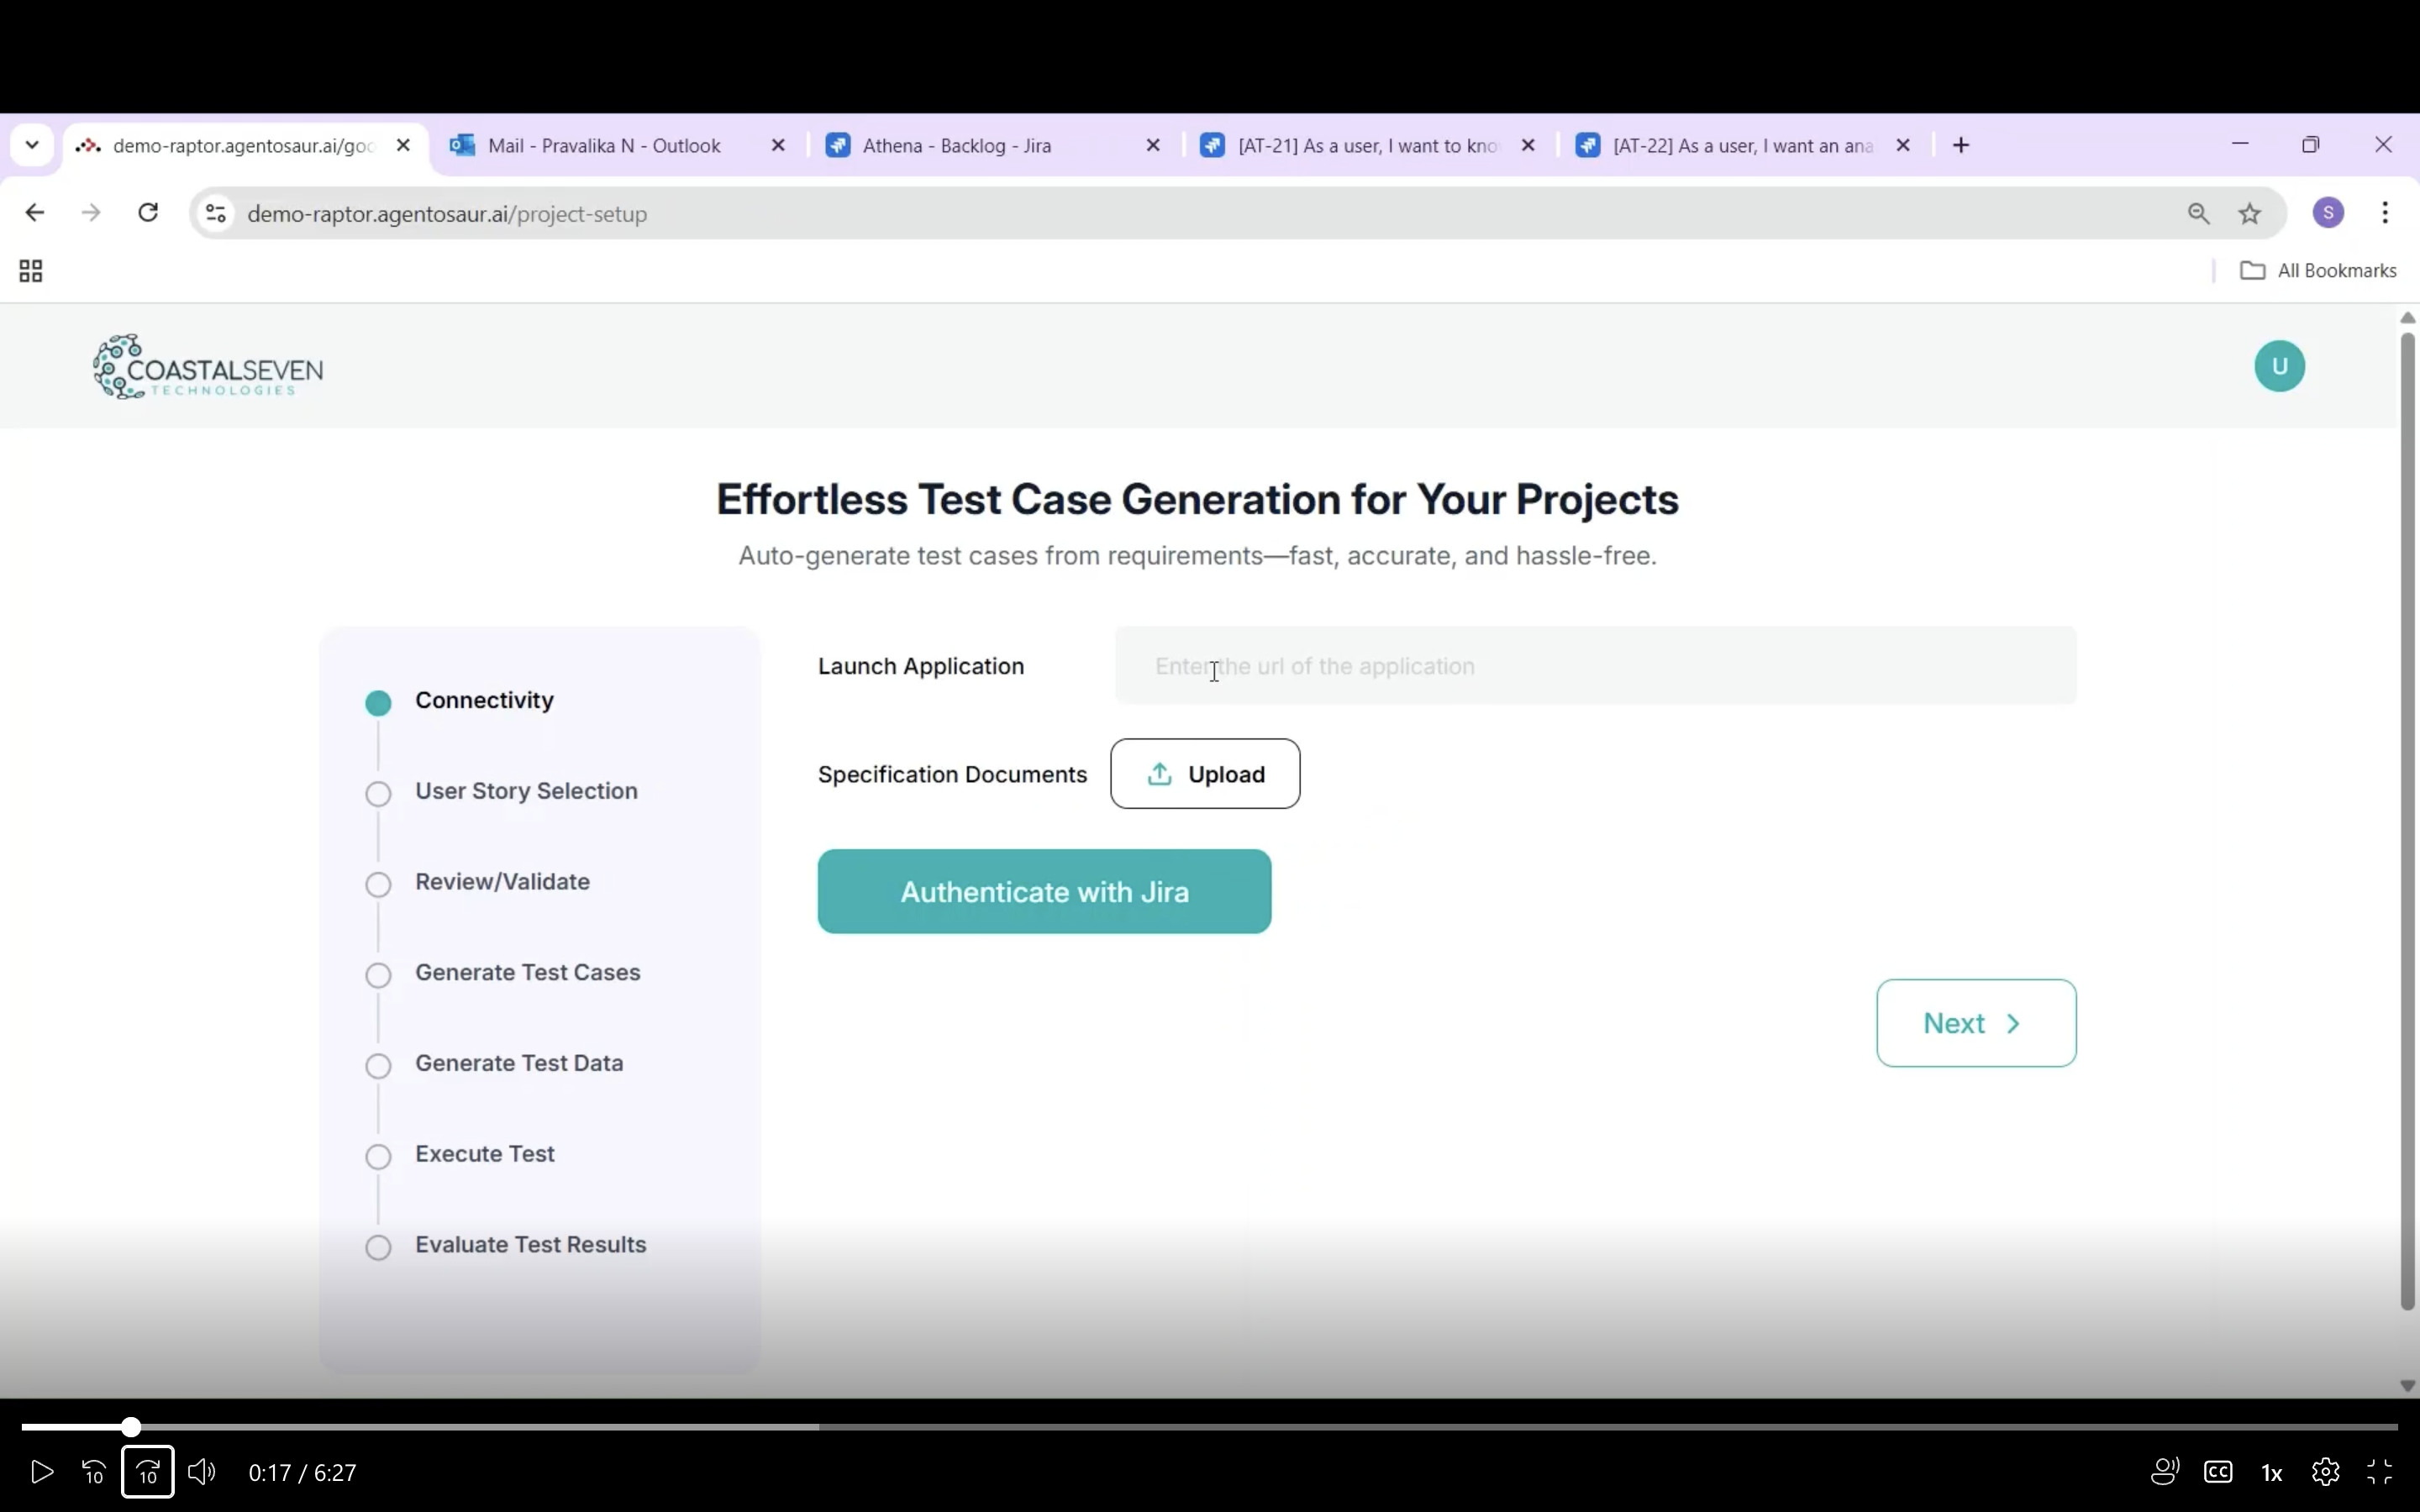 demo-raptor.agentosaur.ai/goo
Mail - Pravalika N - Outlook
Athena - Backlog - Jira
[AT-21] As a user, I want to kno
[AT-22] As a user, I want an ana
demo-raptor.agentosaur.ai/project-setup
S
All Bookmarks
COASTALSEVEN
TECHNOLOGIES
U
Effortless Test Case Generation for Your Projects
Auto-generate test cases from requirements—fast, accurate, and hassle-free.
Connectivity
User Story Selection
Review/Validate
Generate Test Cases
Generate Test Data
Execute Test
Evaluate Test Results
Launch Application
Enter the url of the application
Specification Documents
Upload
Authenticate with Jira
Next
10
10
0:17 / 6:27
CC
1x